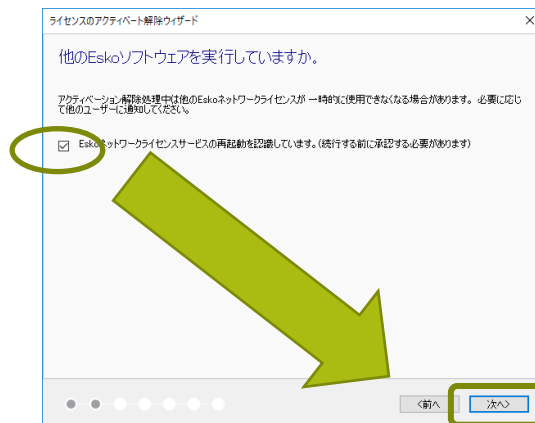 ライセンスのアクティベート解除ウィザード
他のEskoソフトウェアを実行していますか。
アクティベーション解除処理中は他のEskoネットワークライセンスが 一時的に使用できなくなる場合があります。 必要に応じ
て他のユーザーに通知してください。
Eskoネットワークライセンスサービスの再起動を認識しています。(続行する前に承認する必要があります)
<前へ
次へ>